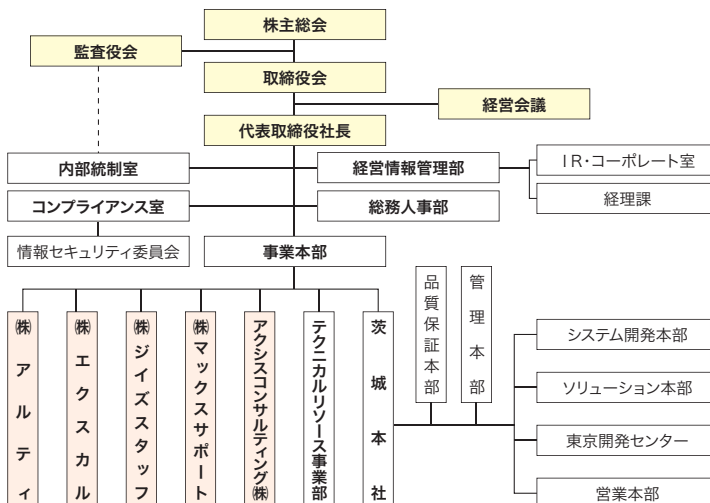 株主総会
監査役会
取締役会
経営会議
代表取締役社長
内部統制室
経営情報管理部
IR・コーポレート室
経理課
コンプライアンス室
総務人事部
情報セキュリティ委員会
事業本部
㈱アルティ
㈱エクスカル
㈱ジイズスタッフ
㈱マックスサポート
アクシスコンサルティング㈱
テクニカルリソース事業部
茨城本社
品質保証本部
管理本部
システム開発本部
ソリューション本部
東京開発センター
営業本部